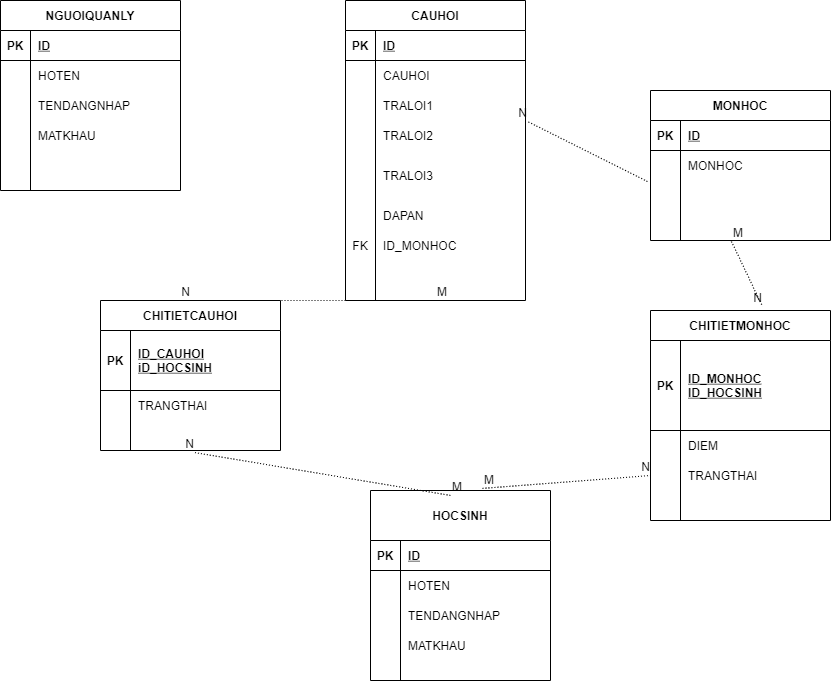 NGUOIQUANLY
PK ID
HOTEN
TENDANGNHAP
MATKHAU
CAUHOI
PK ID
CAUHOI
TRALOI1
TRALOI2
TRALOI3
DAPAN
FK ID_MONHOC
N
M
MONHOC
PK ID
MONHOC
M
N
N
CHITIETCAUHOI
PK
ID_CAUHOI
iD_HOCSINH
TRANGTHAI
N
CHITIETMONHOC
PK
ID_MONHOC
ID_HOCSINH
DIEM
TRANGTHAI
N
M
M
HOCSINH
PK ID
HOTEN
TENDANGNHAP
MATKHAU